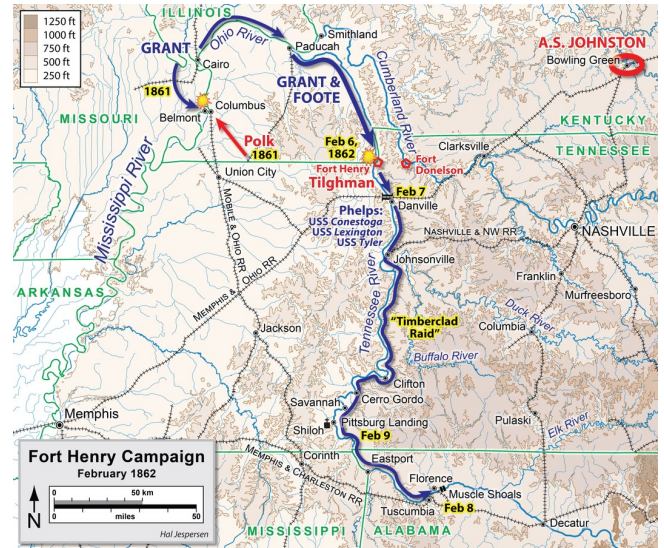 1250 ft
1000 ft
750 ft
500 ft
250 ft
ILLINOIS
Ohio River
Smithland
Paducah
GRANT
Cairo
A.S. JOHNSTON
Bowling Green
GRANT &
FOOTE
Cumberland River
1861
Columbus
Belmont
MISSOURI
Polk
1861
Feb 6,
1862
Clarksville
KENTUCKY
TENNESSEE
Fort Henry
Tilghman
Fort
Donelson
Union City
Feb 7
Danville
Mississippi River
MOBILE & OHIO RR
Phelps:
USS Conestoga
USS Lexington
USS Tyler
NASHVILLE & NW RR
NASHVILLE
Johnsonville
MEMPHIS & OHIO RR
Tennessee River
Franklin
Murfreesboro
ARKANSAS
"Timberclad
Raid"
Duck River
Columbia
Jackson
Buffalo River
Clifton
Savannah
Cerro Gordo
Memphis
Shiloh
Pittsburg Landing
Pulaski
Elk River
Feb 9
Fort Henry Campaign
February 1862
0
50 km
0
miles
50
N
Hal Jespersen
Corinth
Eastport
MEMPHIS & CHARLESTON RR
Florence
Muscle Shoals
Tuscumbia
Feb 8
Decatur
MISSISSIPPI
ALABAMA